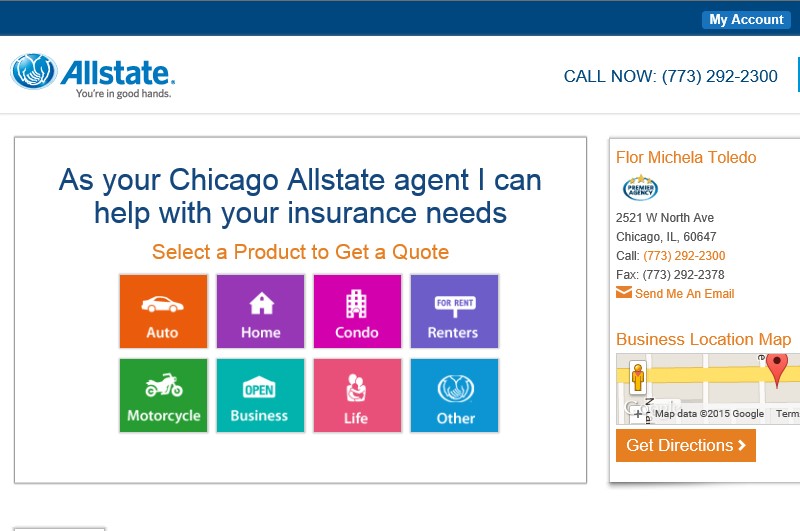 My Account
Allstate.
You're in good hands.
CALL NOW: (773) 292-2300
As your Chicago Allstate agent I can
help with your insurance needs
Select a Product to Get a Quote
Auto
Home
Condo
FOR RENT
Renters
Motorcycle
OPEN
Business
Life
Other
Flor Michela Toledo
PREMIER
AGENCY
2521 W North Ave
Chicago, IL, 60647
Call: (773) 292-2300
Fax: (773) 292-2378
Send Me An Email
Business Location Map
Map data ©2015 Google
Get Directions